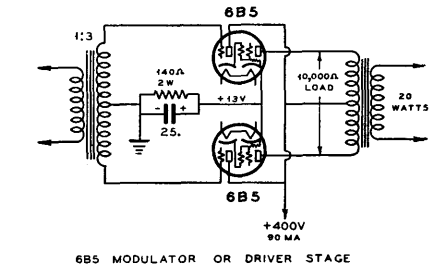 6B5
1:3
140Ω
2W
- +
25.
+13V
10,000Ω
LOAD
20
WATTS
6B5
+400V
90 MA
6B5 MODULATOR OR DRIVER STAGE